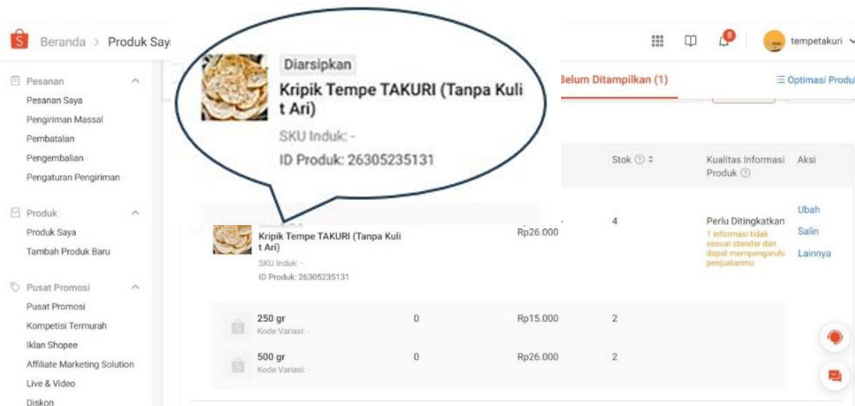 Beranda > Produk Say
8
tempetakuri
Pesanan
Pesanan Saya
Pengiriman Massal
Pembatalan
Pengembalian
Pengaturan Pengiriman
Produk
Produk Saya
Tambah Produk Baru
Pusat Promosi
Pusat Promosi
Kompetisi Termurah
Iklan Shopee
Affiliate Marketing Solution
Live & Video
Diskon
Diarsipkan
Kripik Tempe TAKURI (Tanpa Kuli
t Ari)
SKU Induk: -
ID Produk: 26305235131
Belum Ditampilkan (1)
Optimasi Produk
Stok
Kualitas Informasi
Produk
Aksi
Kripik Tempe TAKURI (Tanpa Kuli
t Ari)
SKU Induk: -
ID Produk: 26305235131
Rp26.000
4
Perlu Ditingkatkan
1 informasi tidak
sesuai standar dan
dapat mempengaruhi
penjualanmu
Ubah
Salin
Lainnya
250 gr
Kode Variasi: -
0
Rp15.000
2
500 gr
Kode Variasi: -
0
Rp26.000
2